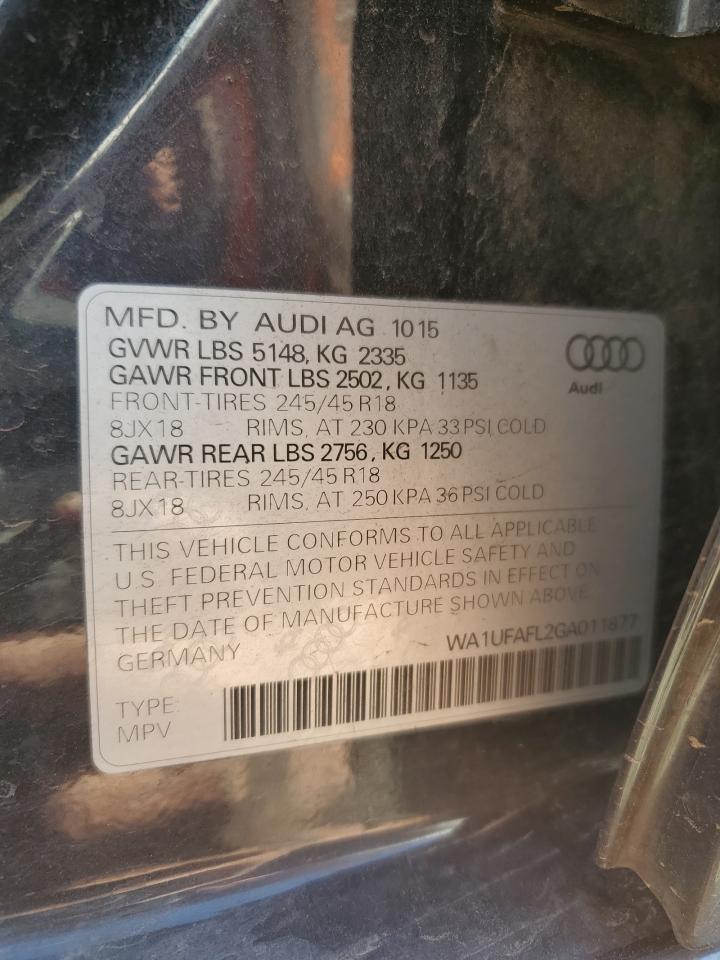 MFD. BY AUDI AG 10 15
GVWR LBS 5148, KG 2335
GAWR FRONT LBS 2502, KG 1135
FRONT-TIRES 245/45 R18
8JX18 RIMS, AT 230 KPA 33 PSI COLD
GAWR REAR LBS 2756, KG 1250
REAR-TIRES 245/45 R18
8JX18 RIMS, AT 250 KPA 36 PSI COLD
Audi
THIS VEHICLE CONFORMS TO ALL APPLICABLE
U.S. FEDERAL MOTOR VEHICLE SAFETY AND
THEFT PREVENTION STANDARDS IN EFFECT ON
THE DATE OF MANUFACTURE SHOWN ABOVE.
GERMANY WA1UFAFL2GA011877
TYPE:
MPV